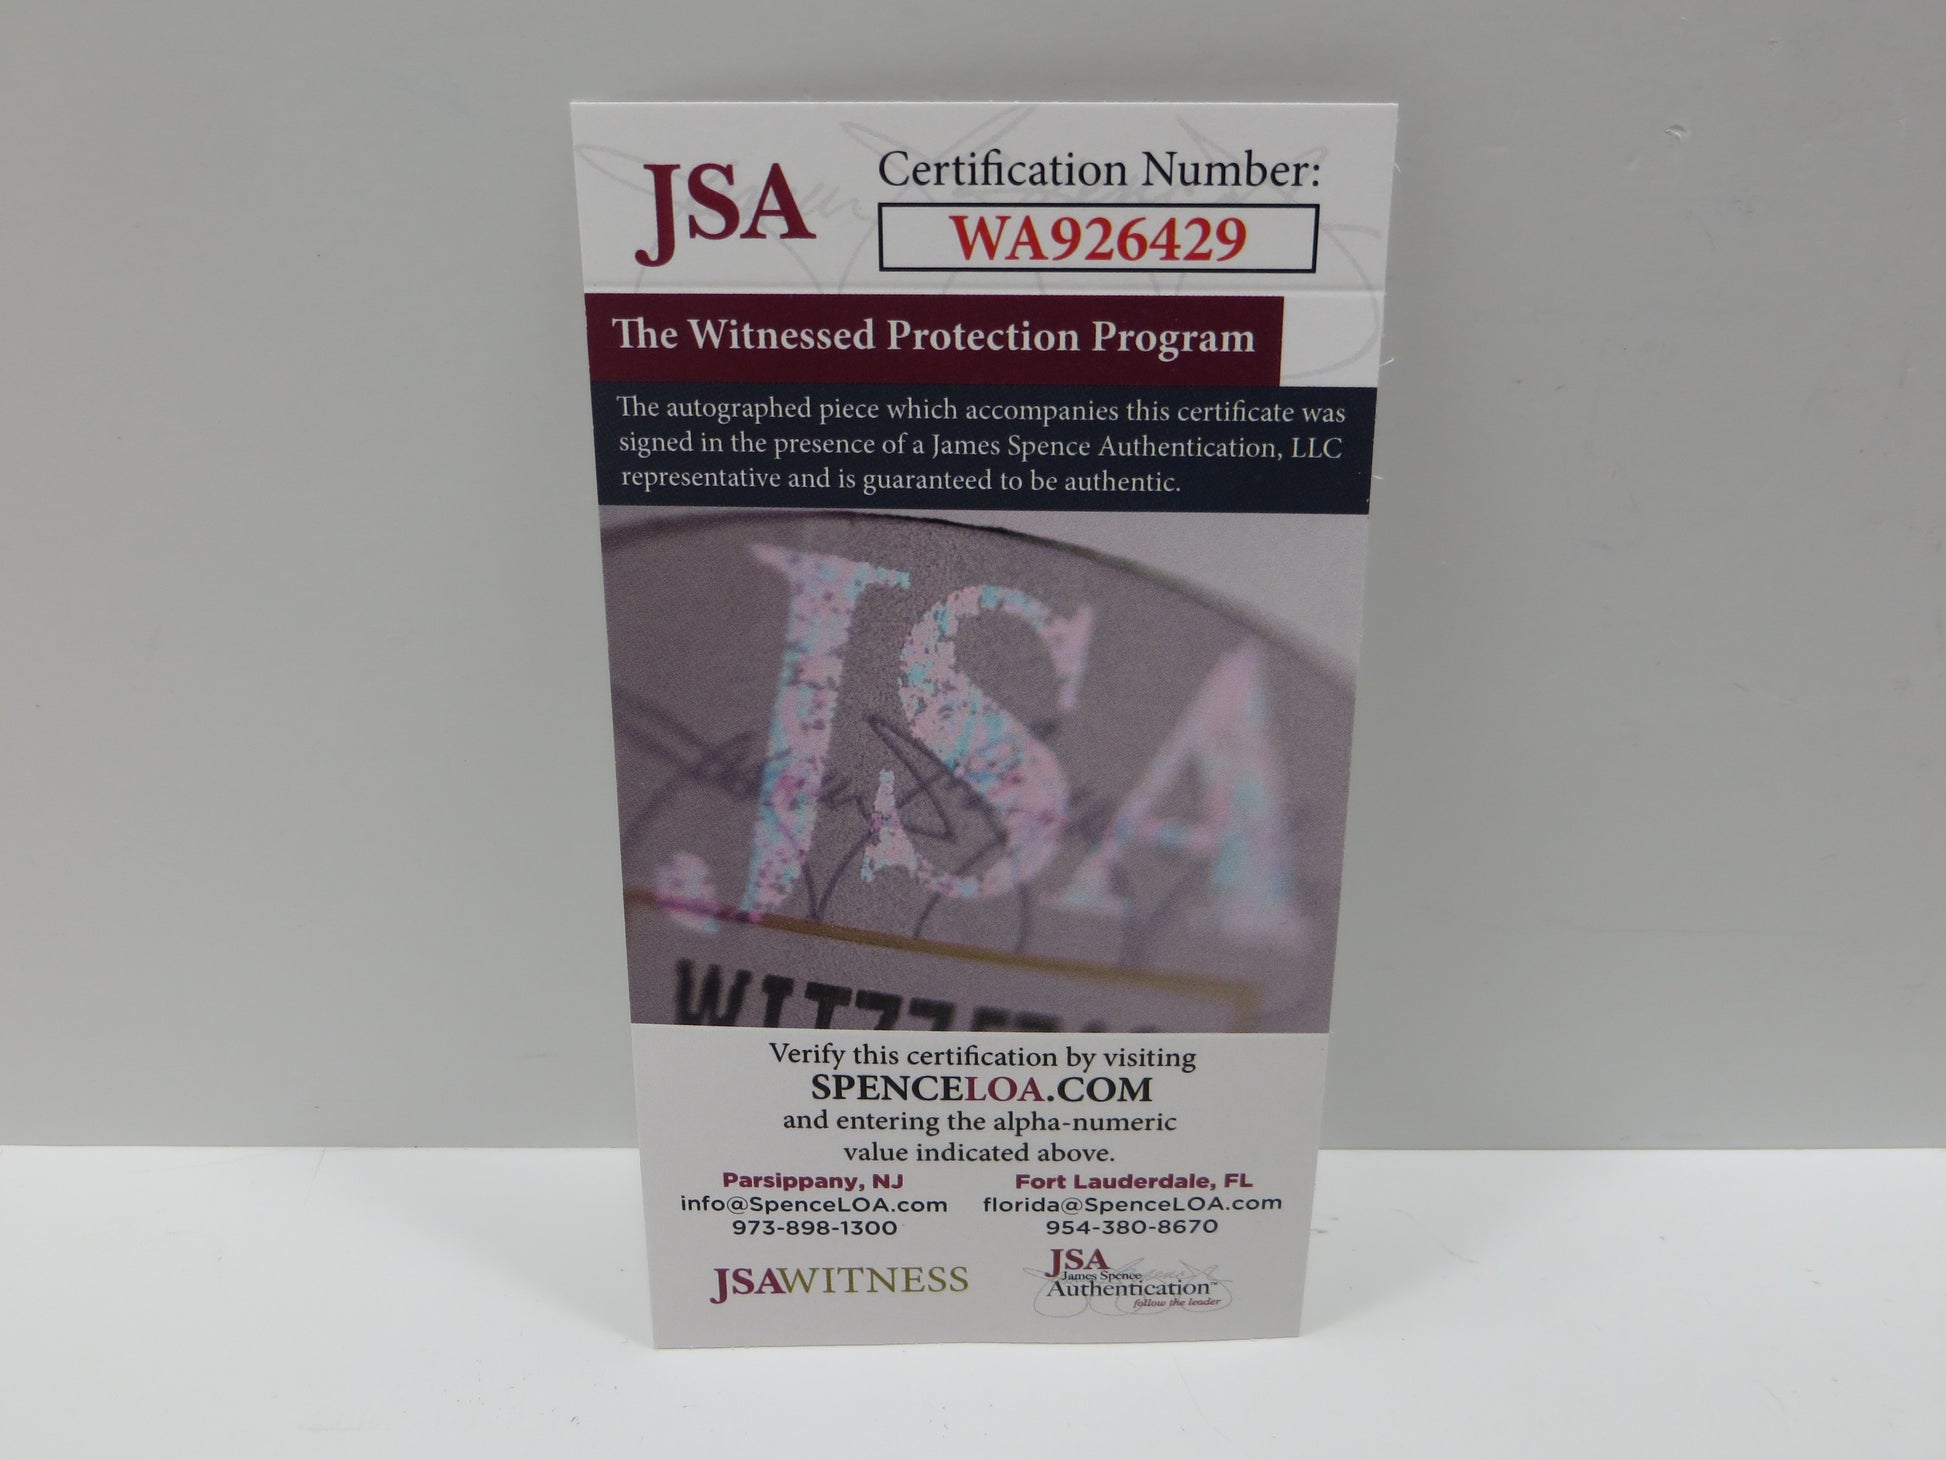 JSA
Certification Number:
WA926429
The Witnessed Protection Program
The autographed piece which accompanies this certificate was
signed in the presence of a James Spence Authentication, LLC
representative and is guaranteed to be authentic.
JSA
Verify this certification by visiting
SPENCELOA.COM
and entering the alpha-numeric
value indicated above.
Parsippany, NJ
info@SpenceLOA.com
973-898-1300
Fort Lauderdale, FL
florida@SpenceLOA.com
954-380-8670
JSAWITNESS
JSA
James Spence
Authentication™
follow the leader